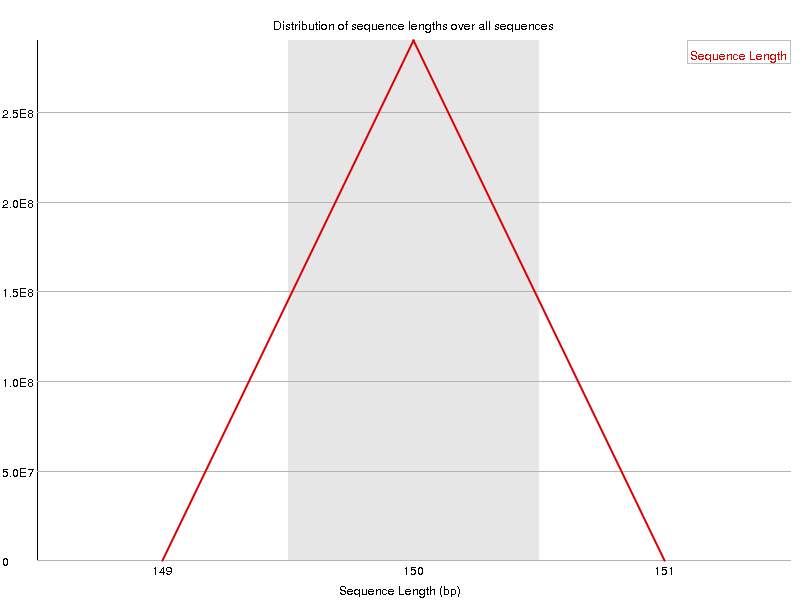 Distribution of sequence lengths over all sequences
Sequence Length
2.5E8
2.0E8
1.5E8
1.0E8
5.0E7
0
149 150 151
Sequence Length (bp)